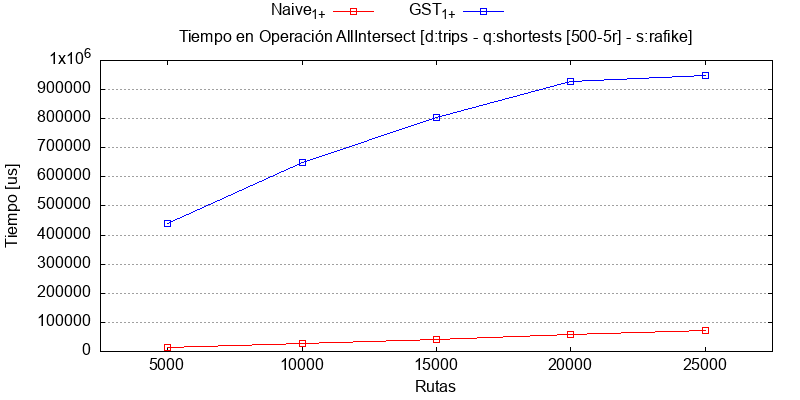 Naive1+ GST1+
Tiempo en Operación AllIntersect [d:trips - q:shortests [500-5r] - s:rafike]
1x10^6
900000
800000
700000
600000
500000
400000
300000
200000
100000
0
Tiempo [us]
5000 10000 15000 20000 25000
Rutas